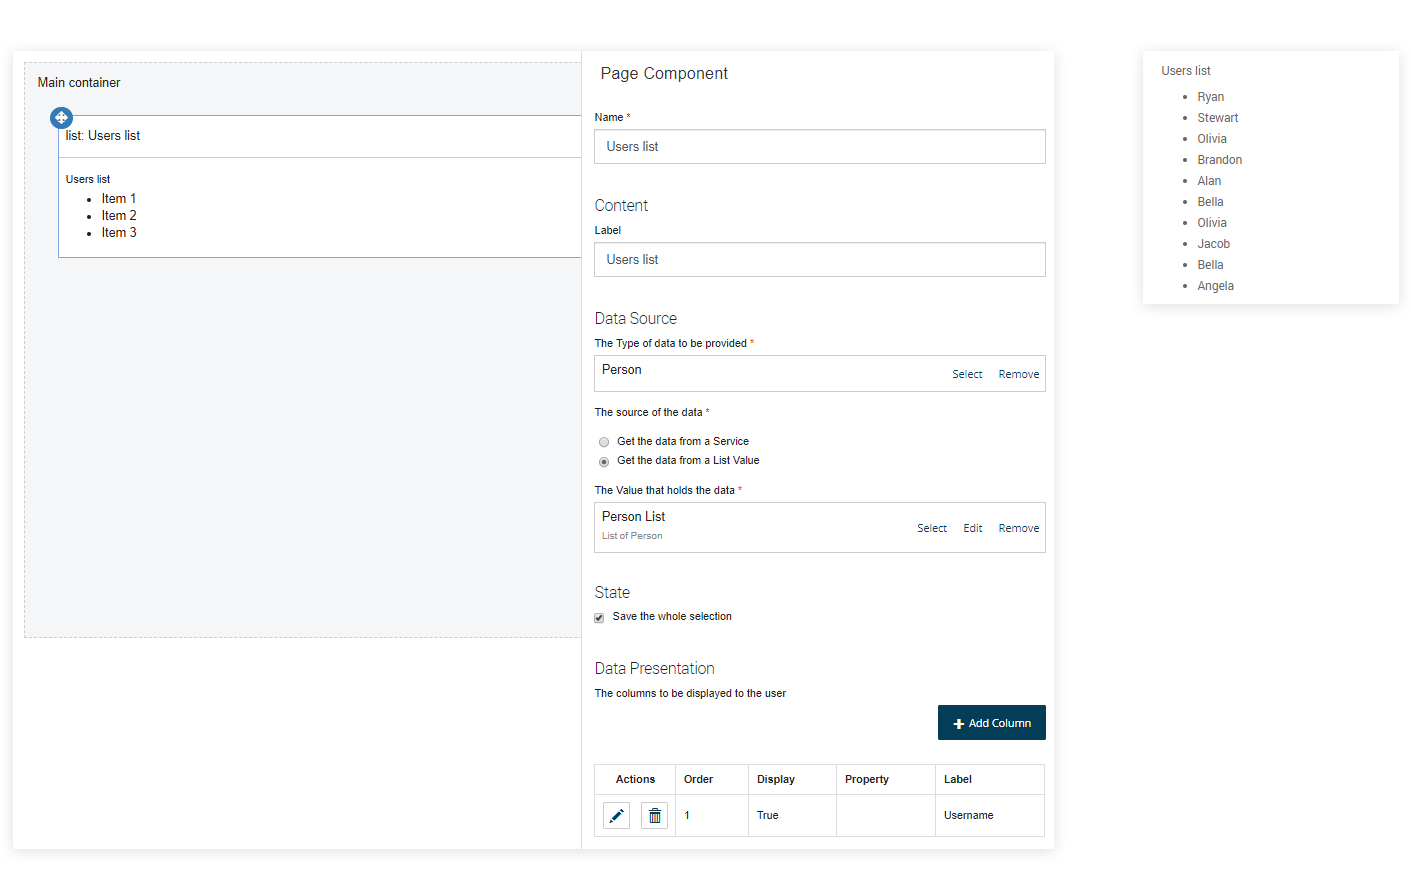 Main container
list: Users list
Users list
Item 1
Item 2
Item 3
Page Component
Name *
Users list
Content
Label
Users list
Data Source
The Type of data to be provided *
Person Select Remove
The source of the data *
Get the data from a Service
Get the data from a List Value
The Value that holds the data *
Person List
List of Person
Select Edit Remove
State
Save the whole selection
Data Presentation
The columns to be displayed to the user
Add Column
Actions Order Display Property Label
1 True Username
Users list
Ryan
Stewart
Olivia
Brandon
Alan
Bella
Olivia
Jacob
Bella
Angela